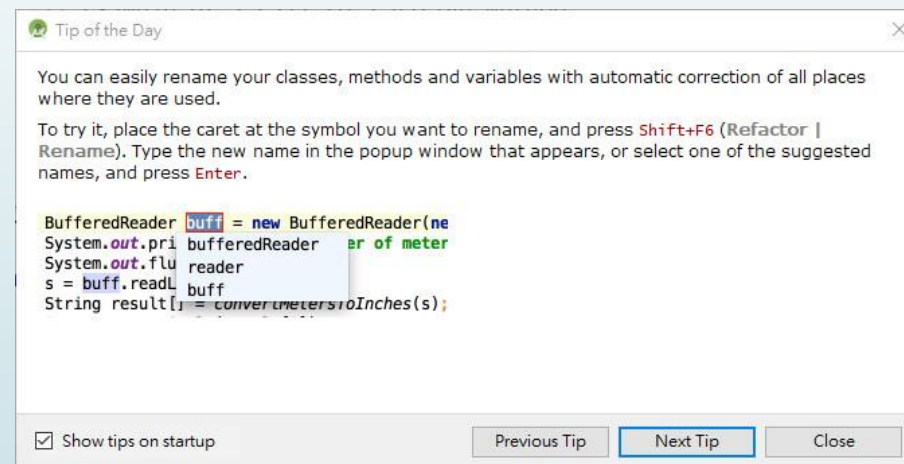 Tip of the Day
You can easily rename your classes, methods and variables with automatic correction of all places
where they are used.
To try it, place the caret at the symbol you want to rename, and press Shift+F6 (Refactor |
Rename). Type the new name in the popup window that appears, or select one of the suggested
names, and press Enter.
BufferedReader buff = new BufferedReader(ne
System.out.pri bufferedReader er of meter
System.out.flu reader
s = buff.readL buff
String result[] = convertMetersToInches(s);
Show tips on startup
Previous Tip Next Tip Close